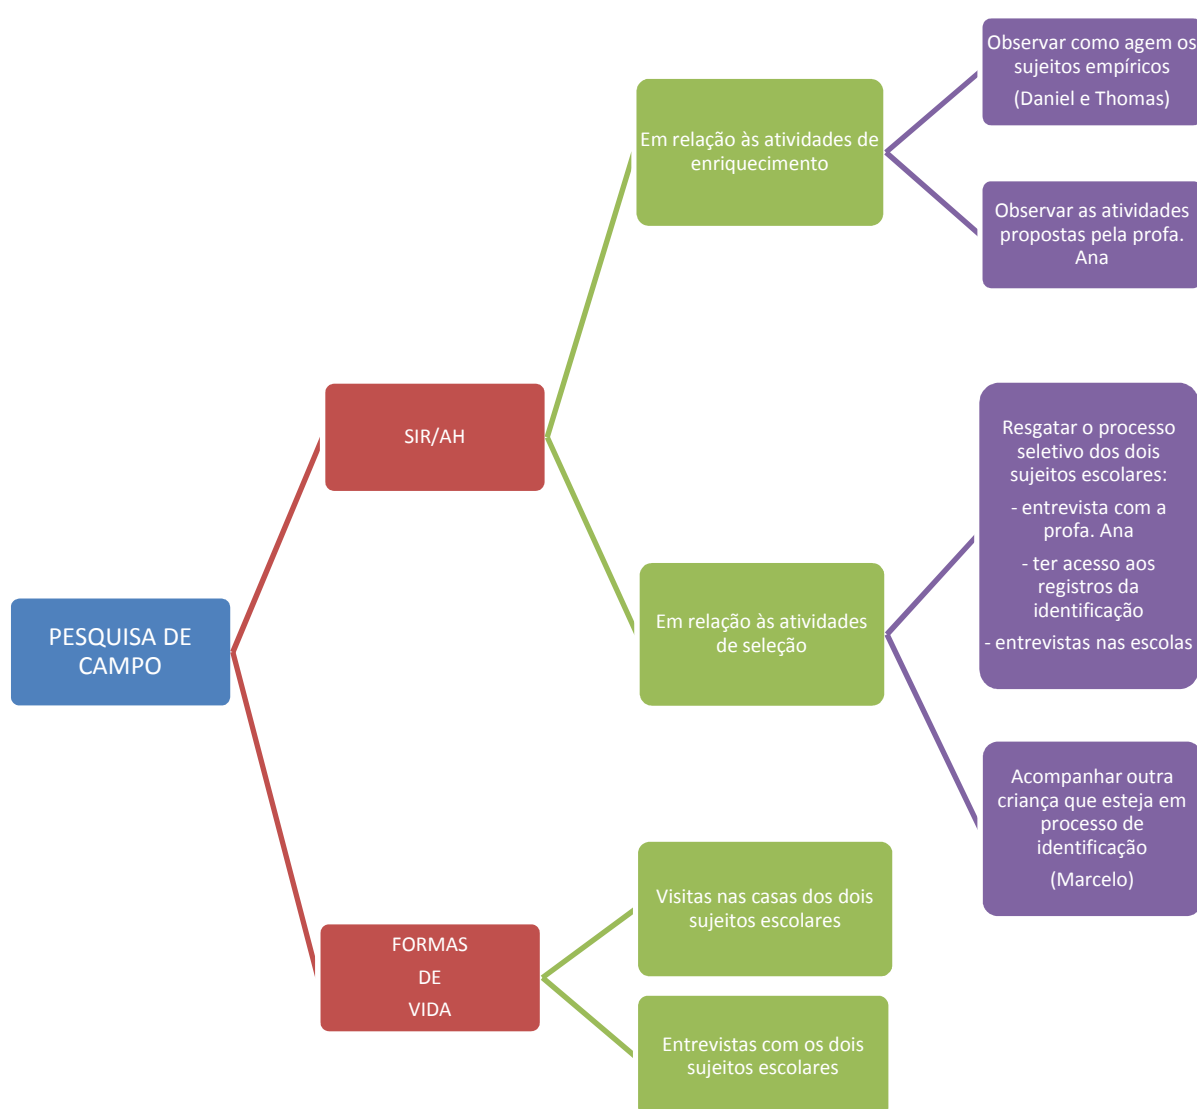 Observar como agem os
sujeitos empíricos
(Daniel e Thomas)
Em relação às atividades de
enriquecimento
Observar as atividades
propostas pela profa.
Ana
SIR/AH
Resgatar o processo
seletivo dos dois
sujeitos escolares:
- entrevista com a
profa. Ana
- ter acesso aos
registros da
identificação
- entrevistas nas escolas
PESQUISA DE
CAMPO
Em relação às atividades
de seleção
Acompanhar outra
criança que esteja em
processo de
identificação
(Marcelo)
Visitas nas casas dos dois
sujeitos escolares
FORMAS
DE
VIDA
Entrevistas com os dois
sujeitos escolares